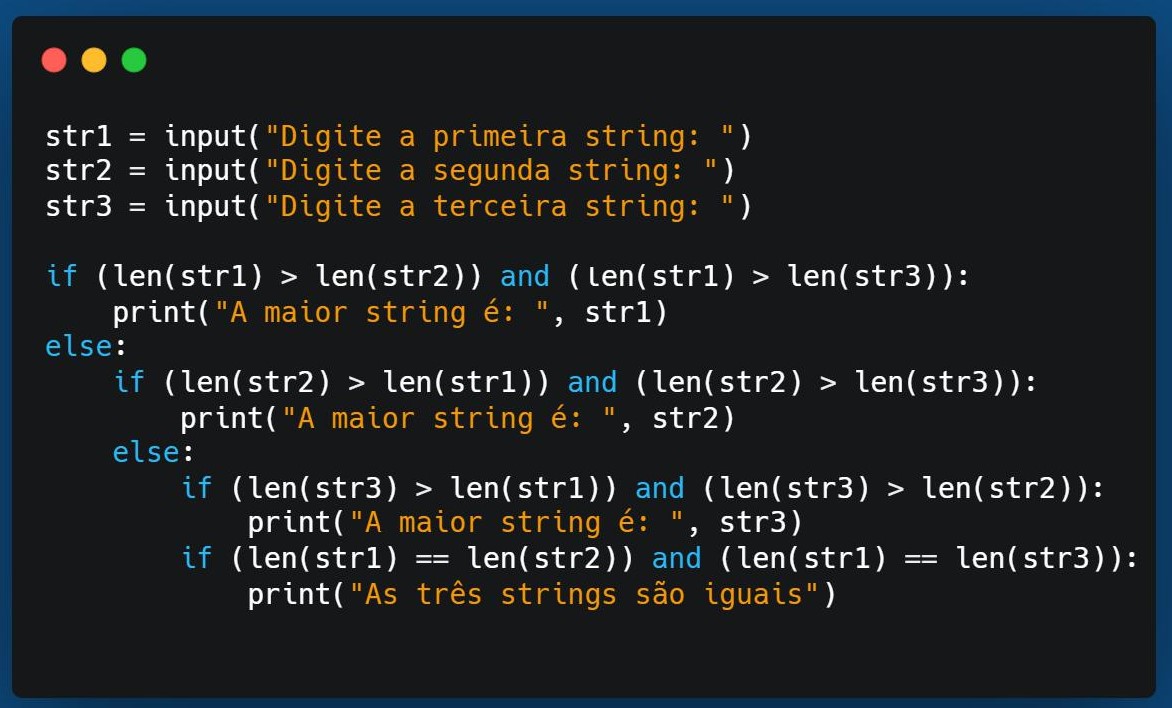 str1 = input("Digite a primeira string: ")
str2 = input("Digite a segunda string: ")
str3 = input("Digite a terceira string: ")
if (len(str1) > len(str2)) and (len(str1) > len(str3)):
    print("A maior string é: ", str1)
else:
    if (len(str2) > len(str1)) and (len(str2) > len(str3)):
        print("A maior string é: ", str2)
    else:
        if (len(str3) > len(str1)) and (len(str3) > len(str2)):
            print("A maior string é: ", str3)
        if (len(str1) == len(str2)) and (len(str1) == len(str3)):
            print("As três strings são iguais")